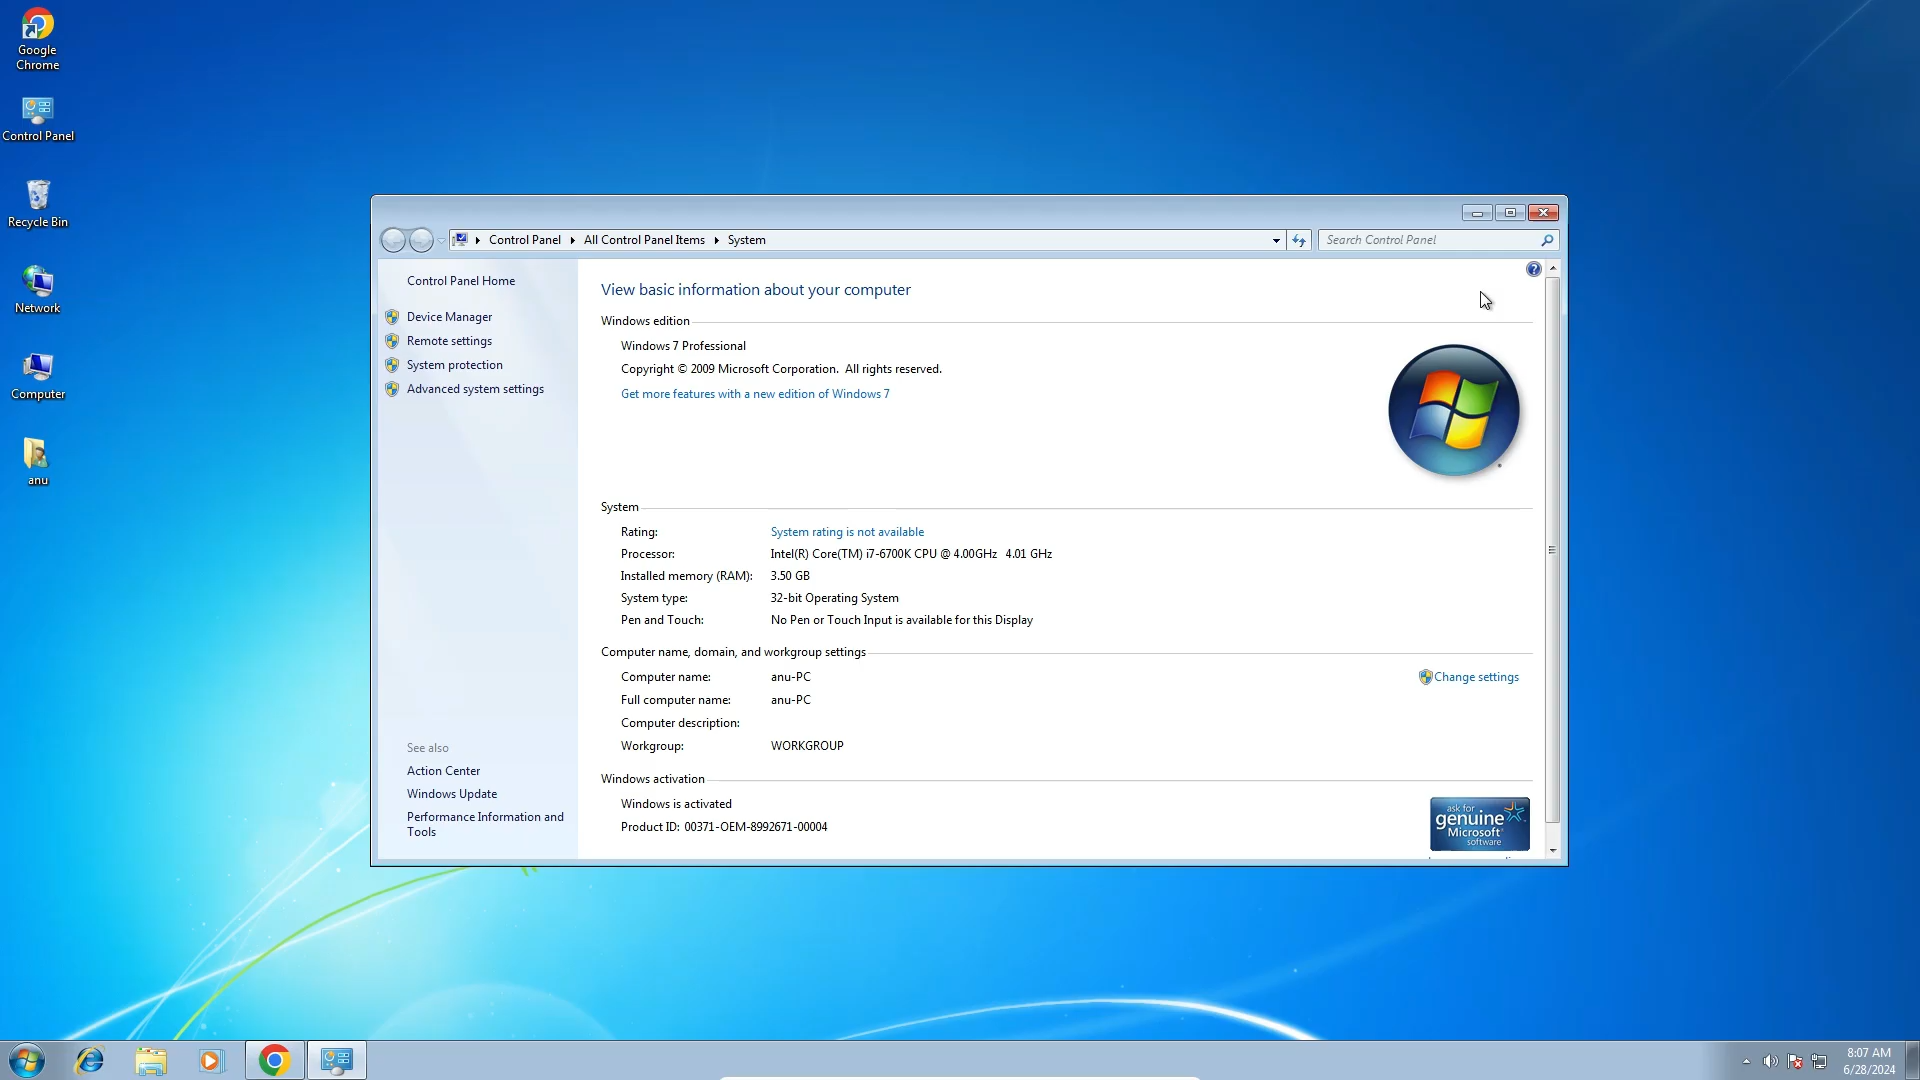 Google
Chrome
Control Panel
Recycle Bin
Network
Computer
anu
Control Panel
All Control Panel Items
System
Search Control Panel
Control Panel Home
Device Manager
Remote settings
System protection
Advanced system settings
See also
Action Center
Windows Update
Performance Information and
Tools
View basic information about your computer
Windows edition
Windows 7 Professional
Copyright © 2009 Microsoft Corporation. All rights reserved.
Get more features with a new edition of Windows 7
System
Rating: System rating is not available
Processor: Intel(R) Core(TM) i7-6700K CPU @ 4.00GHz 4.01 GHz
Installed memory (RAM): 3.50 GB
System type: 32-bit Operating System
Pen and Touch: No Pen or Touch Input is available for this Display
Computer name, domain, and workgroup settings
Computer name: anu-PC
Change settings
Full computer name: anu-PC
Computer description:
Workgroup: WORKGROUP
Windows activation
Windows is activated
Product ID: 00371-OEM-8992671-00004
ask for
genuine
Microsoft®
software
8:07 AM
6/28/2024